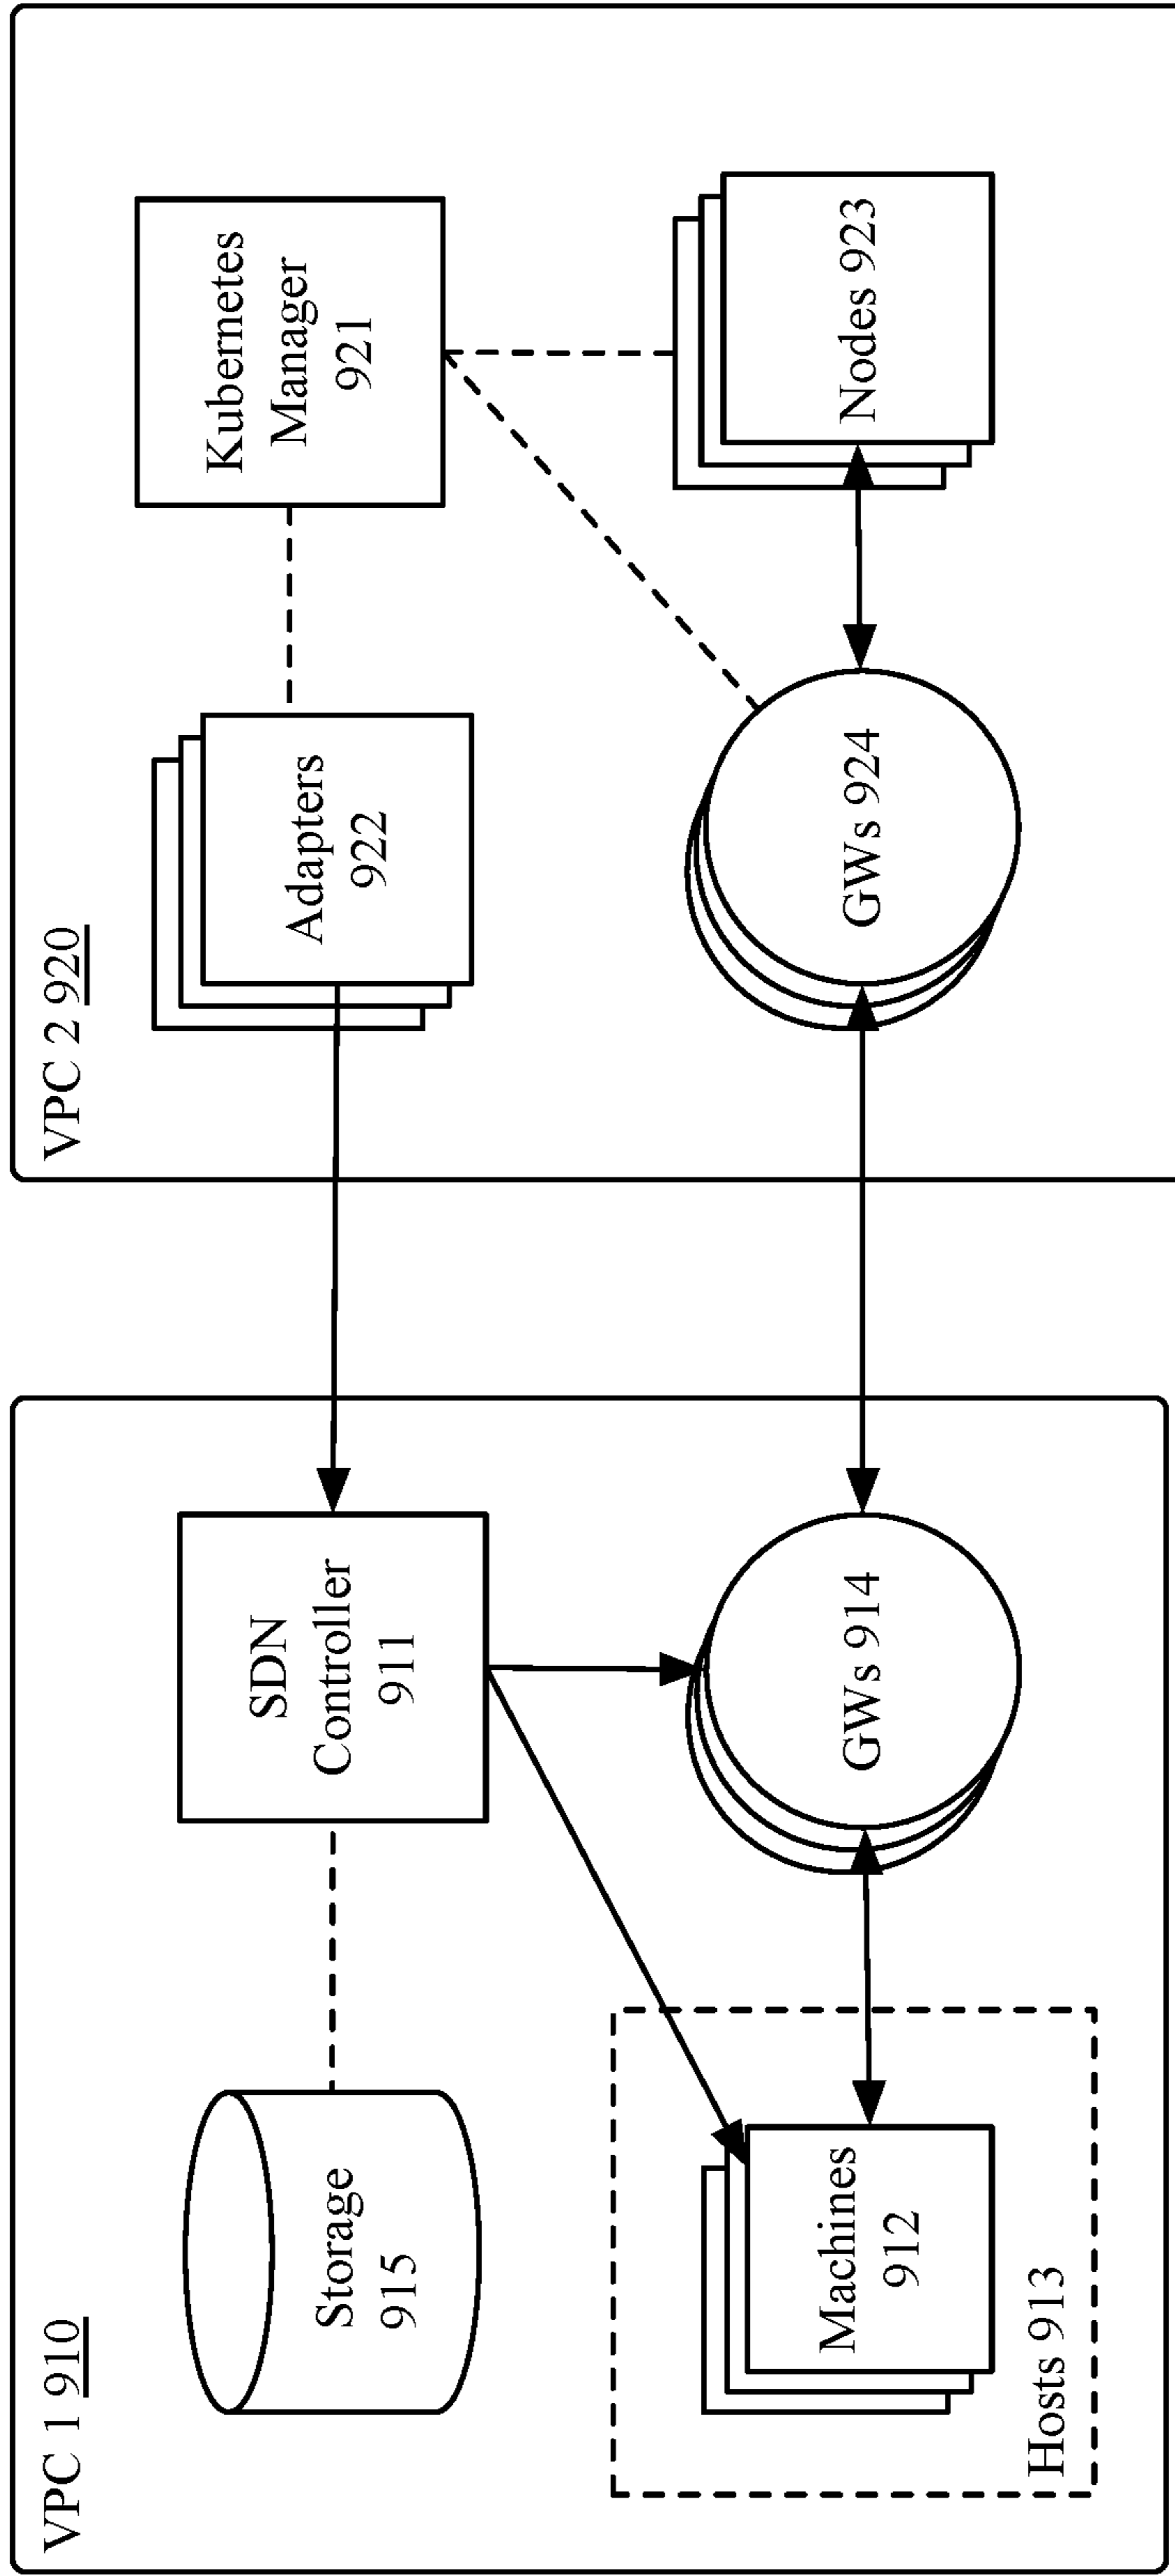 VPC 1 910
Storage
915
SDN
Controller
911
Machines
912
Hosts 913
GWs 914
VPC 2 920
Adapters
922
Kubernetes
Manager
921
GWs 924
Nodes 923